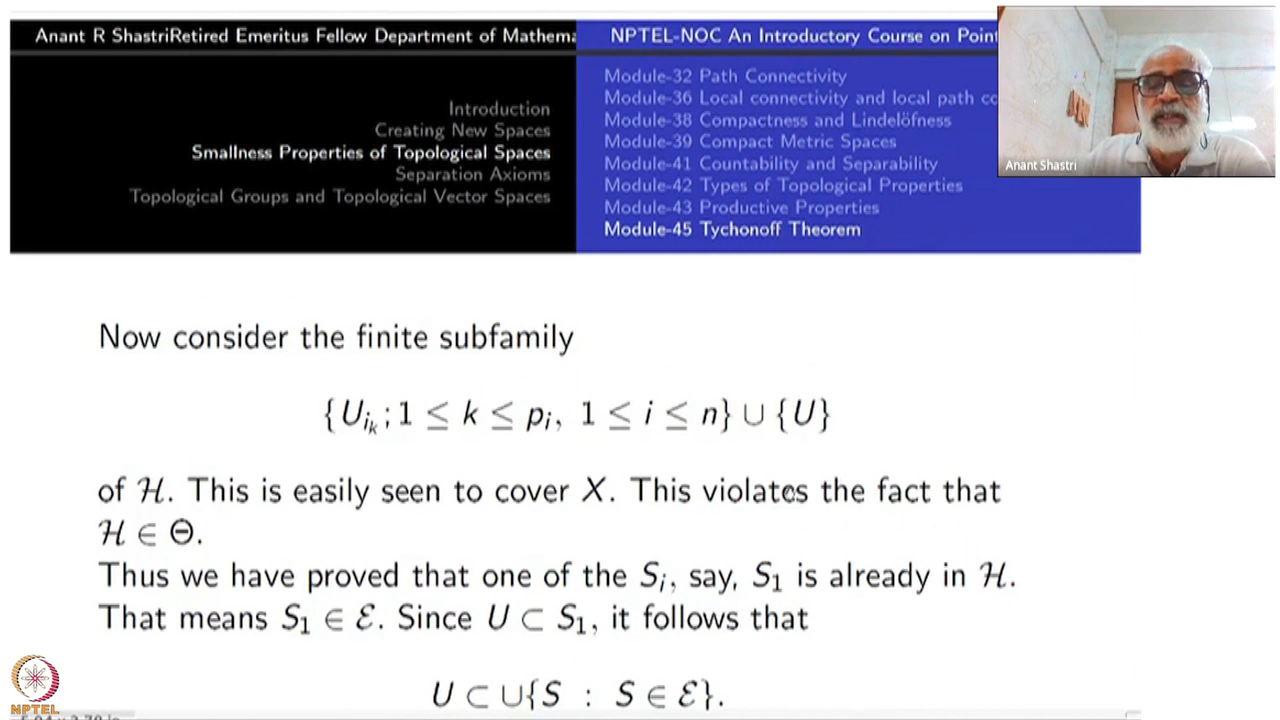 Anant R ShastriRetired Emeritus Fellow Department of Mathema
NPTEL-NOC An Introductory Course on Poin
Introduction
Creating New Spaces
Smallness Properties of Topological Spaces
Separation Axioms
Topological Groups and Topological Vector Spaces
Module-32 Path Connectivity
Module-36 Local connectivity and local path co
Module-38 Compactness and Lindelöfness
Module-39 Compact Metric Spaces
Module-41 Countability and Separability
Module-42 Types of Topological Properties
Module-43 Productive Properties
Module-45 Tychonoff Theorem
Anant Shastri
Now consider the finite subfamily
{U_{i_k}; 1 ≤ k ≤ p_i, 1 ≤ i ≤ n} ∪ {U}
of ℋ. This is easily seen to cover X. This violates the fact that
ℋ ∈ Θ.
Thus we have proved that one of the S_i, say, S_1 is already in ℋ.
That means S_1 ∈ ℰ. Since U ⊂ S_1, it follows that
U ⊂ ∪{S : S ∈ ℰ}.
NPTEL